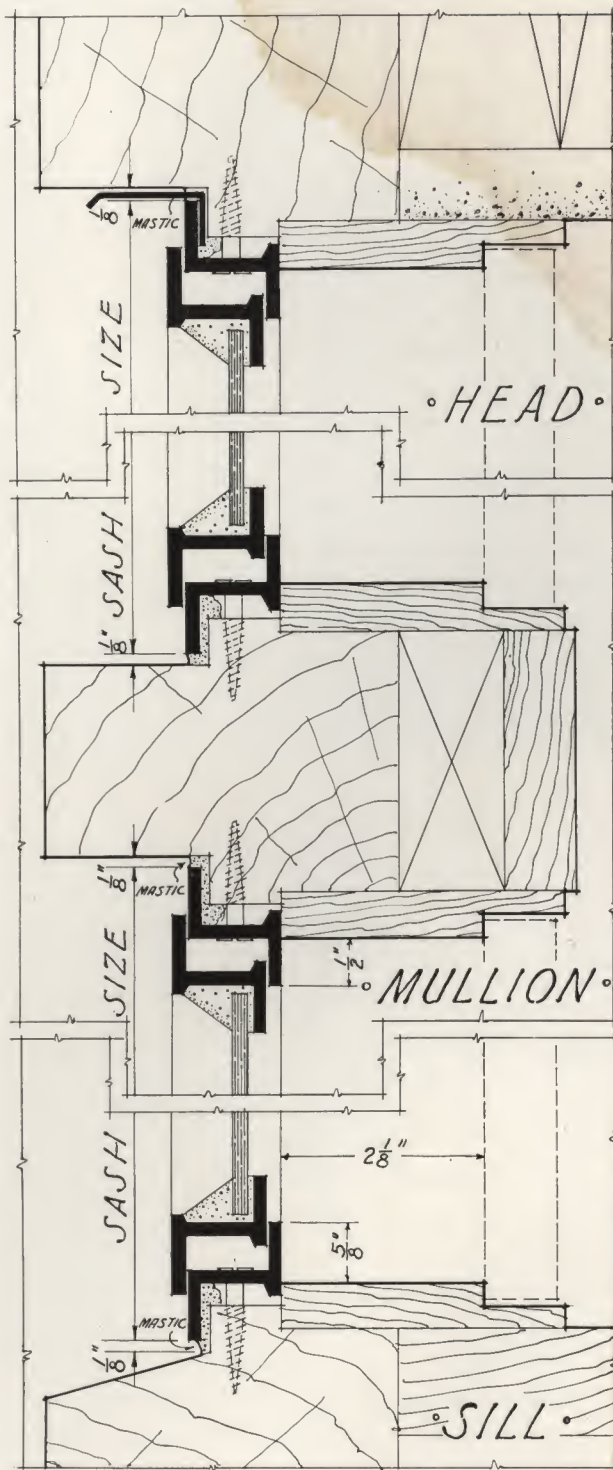 1/8
MASTIC
SIZE
HEAD
SASH
1/8"
1/8"
MASTIC
SIZE
1/2"
MULLION
2 1/8"
SASH
5/8"
MASTIC
1/8"
SILL